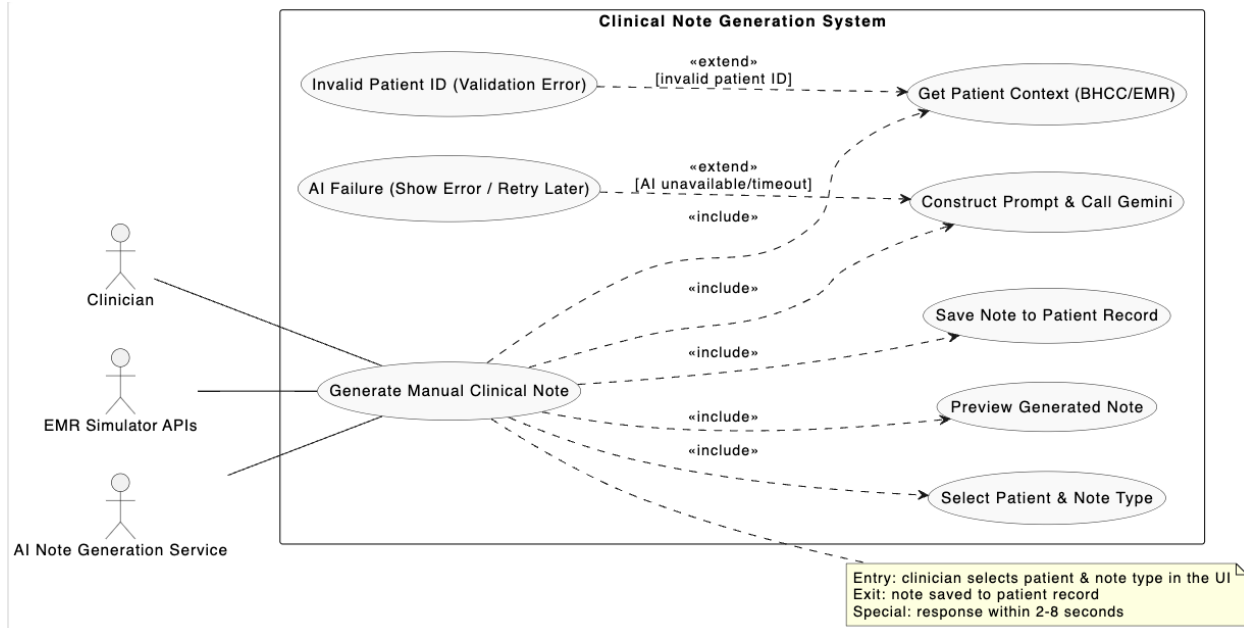 Clinical Note Generation System
Invalid Patient ID (Validation Error)
«extend»
[invalid patient ID]
Get Patient Context (BHCC/EMR)
AI Failure (Show Error / Retry Later)
«extend»
[AI unavailable/timeout]
Construct Prompt & Call Gemini
«include»
«include»
Clinician
Save Note to Patient Record
«include»
Generate Manual Clinical Note
EMR Simulator APIs
Preview Generated Note
«include»
«include»
Select Patient & Note Type
AI Note Generation Service
Entry: clinician selects patient & note type in the UI
Exit: note saved to patient record
Special: response within 2-8 seconds